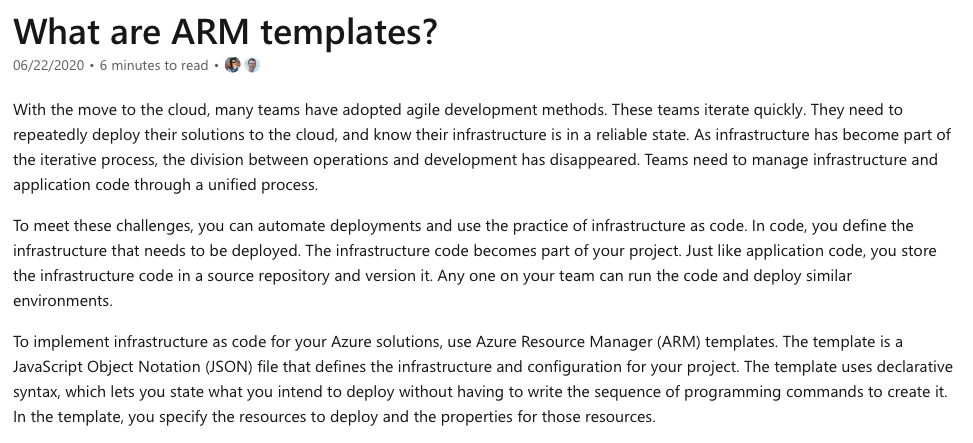 What are ARM templates?
06/22/2020 • 6 minutes to read •
With the move to the cloud, many teams have adopted agile development methods. These teams iterate quickly. They need to
repeatedly deploy their solutions to the cloud, and know their infrastructure is in a reliable state. As infrastructure has become part of
the iterative process, the division between operations and development has disappeared. Teams need to manage infrastructure and
application code through a unified process.
To meet these challenges, you can automate deployments and use the practice of infrastructure as code. In code, you define the
infrastructure that needs to be deployed. The infrastructure code becomes part of your project. Just like application code, you store
the infrastructure code in a source repository and version it. Any one on your team can run the code and deploy similar
environments.
To implement infrastructure as code for your Azure solutions, use Azure Resource Manager (ARM) templates. The template is a
JavaScript Object Notation (JSON) file that defines the infrastructure and configuration for your project. The template uses declarative
syntax, which lets you state what you intend to deploy without having to write the sequence of programming commands to create it.
In the template, you specify the resources to deploy and the properties for those resources.